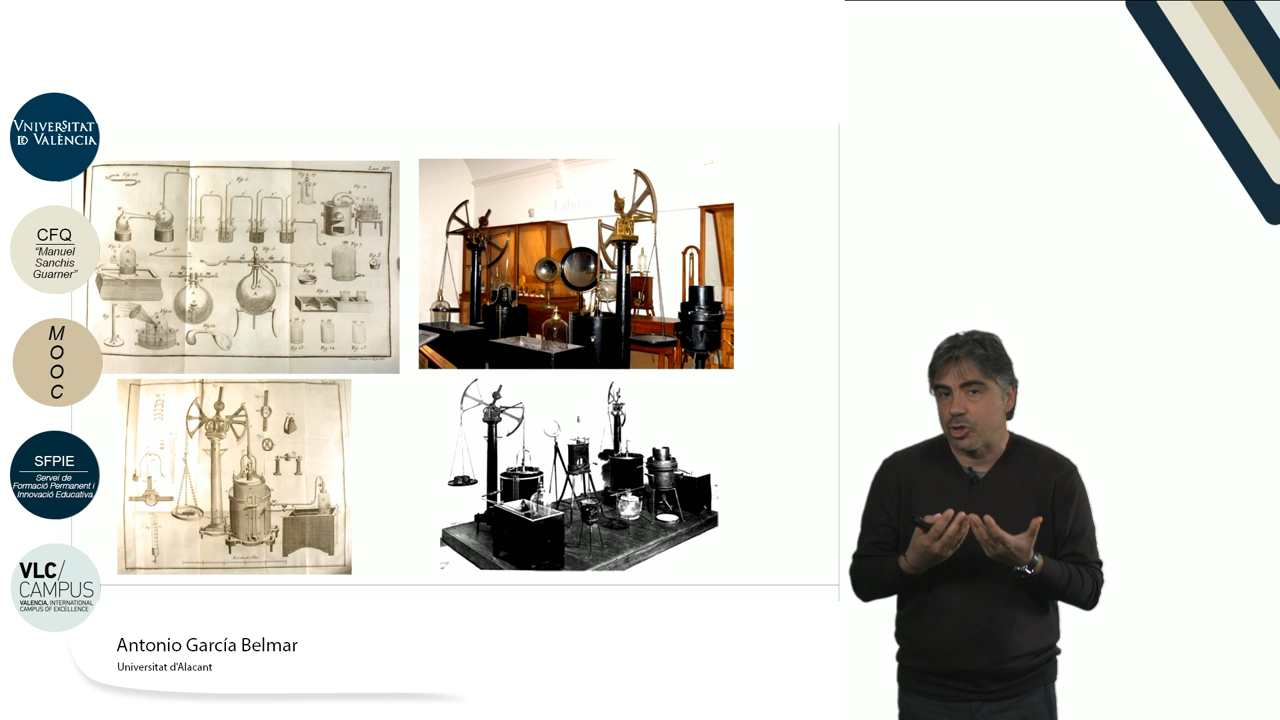 VNIVERSITAT
ID VALÈNCIA
CFQ
"Manuel
Sanchis
Guarner"
M
O
O
C
SFPIE
Servei de
Formació Permanent i
Innovació Educativa
VLC/
CAMPUS
VALENCIA, INTERNATIONAL
CAMPUS OF EXCELLENCE
Antonio García Belmar
Universitat d'Alacant